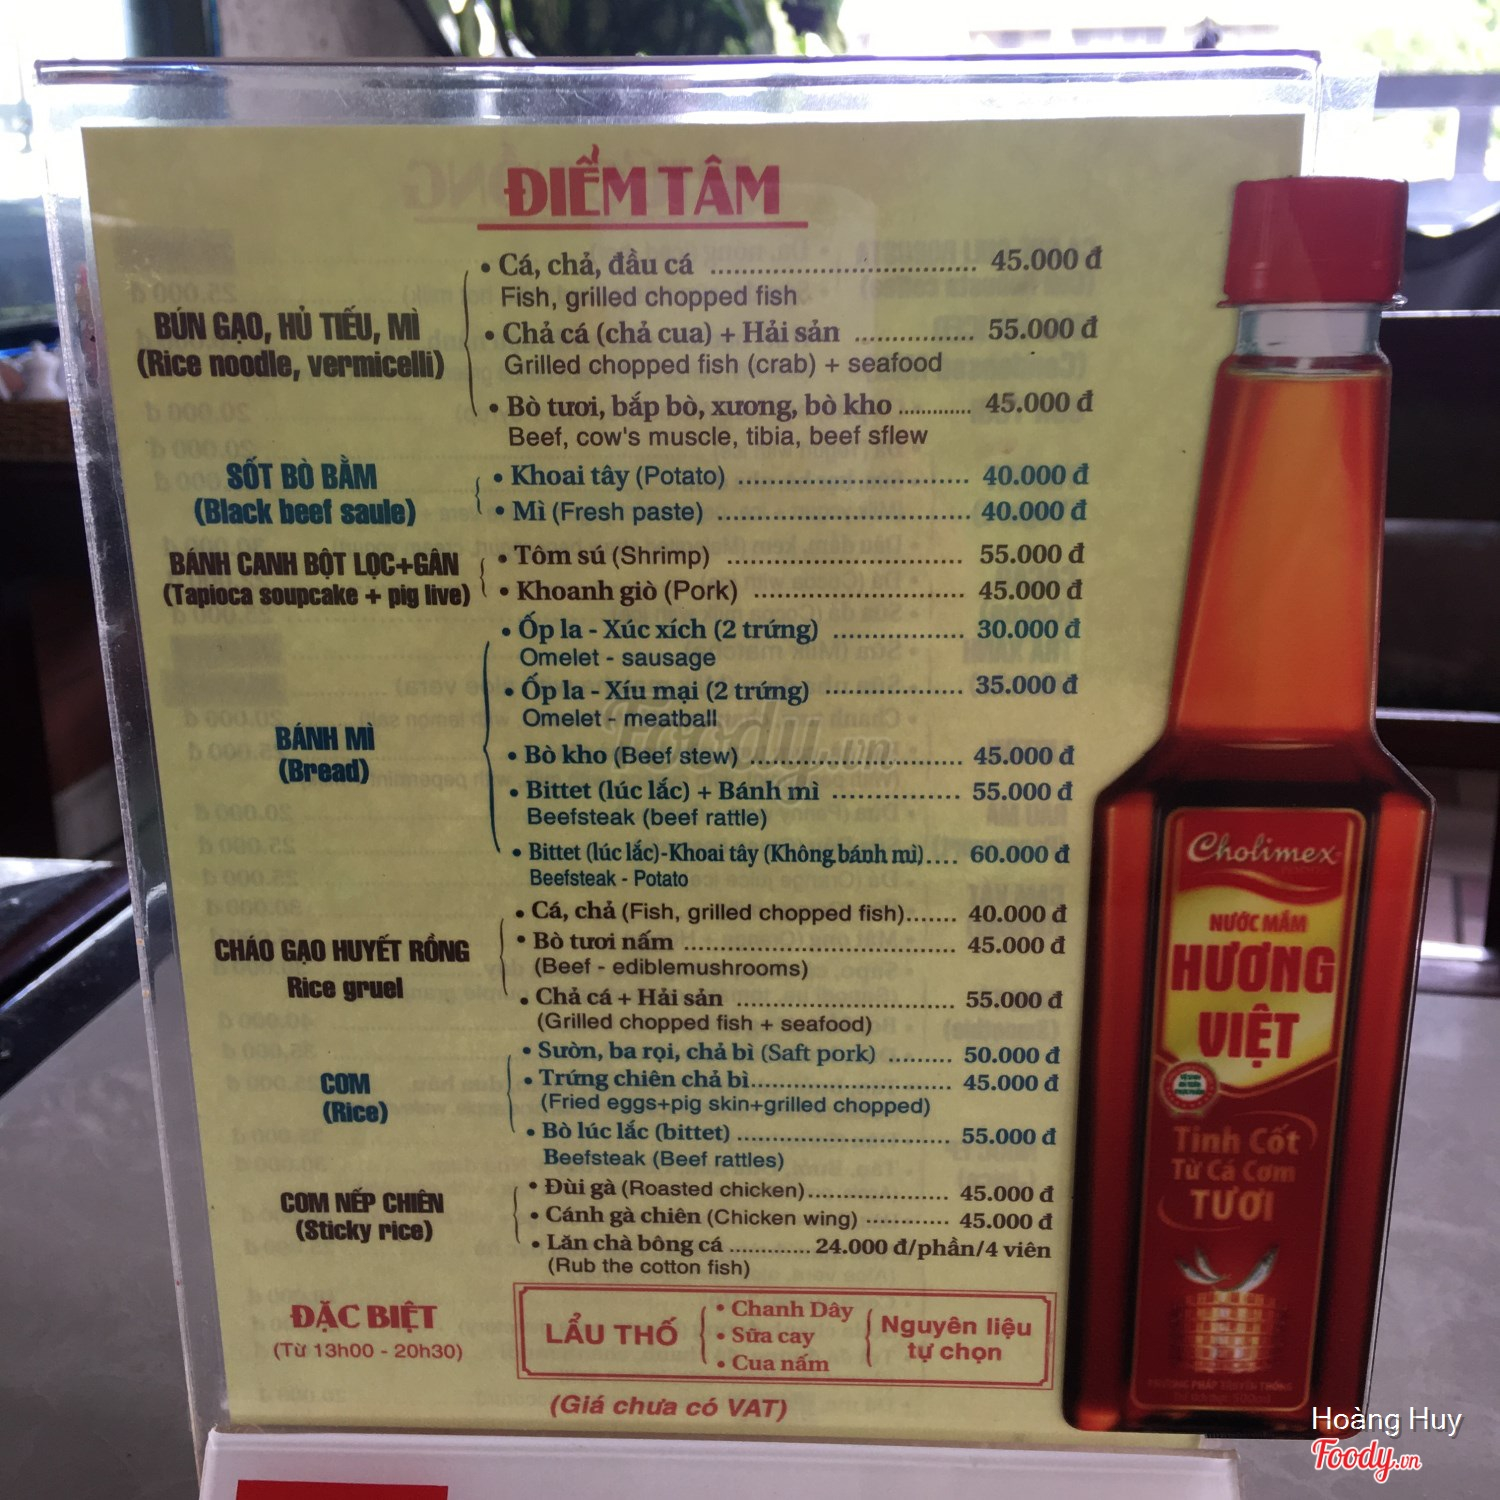 ĐIỂM TÂM
BÚN GẠO, HỦ TIẾU, MÌ
(Rice noodle, vermicelli)
• Cá, chả, đầu cá ........ 45.000 đ
Fish, grilled chopped fish
• Chả cá (chả cua) + Hải sản ........ 55.000 đ
Grilled chopped fish (crab) + seafood
• Bò tươi, bắp bò, xương, bò kho ........ 45.000 đ
Beef, cow's muscle, tibia, beef sflew
SỐT BÒ BẰM
(Black beef saule)
• Khoai tây (Potato) ........ 40.000 đ
• Mì (Fresh paste) ........ 40.000 đ
BÁNH CANH BỘT LỌC+GÂN
(Tapioca soupcake + pig live)
• Tôm sú (Shrimp) ........ 55.000 đ
• Khoanh giò (Pork) ........ 45.000 đ
BÁNH MÌ
(Bread)
• Ốp la - Xúc xích (2 trứng) ........ 30.000 đ
Omelet - sausage
• Ốp la - Xíu mại (2 trứng) ........ 35.000 đ
Omelet - meatball
• Bò kho (Beef stew) ........ 45.000 đ
• Bittet (lúc lắc) + Bánh mì ........ 55.000 đ
Beefsteak (beef rattle)
• Bittet (lúc lắc)-Khoai tây (Không bánh mì).... 60.000 đ
Beefsteak - Potato
CHÁO GẠO HUYẾT RỒNG
Rice gruel
• Cá, chả (Fish, grilled chopped fish)....... 40.000 đ
• Bò tươi nấm ........ 45.000 đ
(Beef - ediblemushrooms)
• Chả cá + Hải sản ........ 55.000 đ
(Grilled chopped fish + seafood)
COM
(Rice)
• Sườn, ba rọi, chả bì (Saft pork) ........ 50.000 đ
• Trứng chiên chả bì........ 45.000 đ
(Fried eggs+pig skin+grilled chopped)
• Bò lúc lắc (bittet) ........ 55.000 đ
Beefsteak (Beef rattles)
COM NẾP CHIÊN
(Sticky rice)
• Đùi gà (Roasted chicken)........ 45.000 đ
• Cánh gà chiên (Chicken wing) ........ 45.000 đ
• Lăn chà bông cá ........ 24.000 đ/phần/4 viên
(Rub the cotton fish)
ĐẶC BIỆT
(Từ 13h00 - 20h30)
LẨU THỐ
• Chanh Dây
• Sữa cay
• Cua nấm
Nguyên liệu
tự chọn
(Giá chưa có VAT)
Cholimex
NƯỚC MẮM
HƯƠNG
VIỆT
Tinh Cốt
Từ Cá Cơm
TƯƠI
Foody.vn
Hoàng Huy
Foody.vn